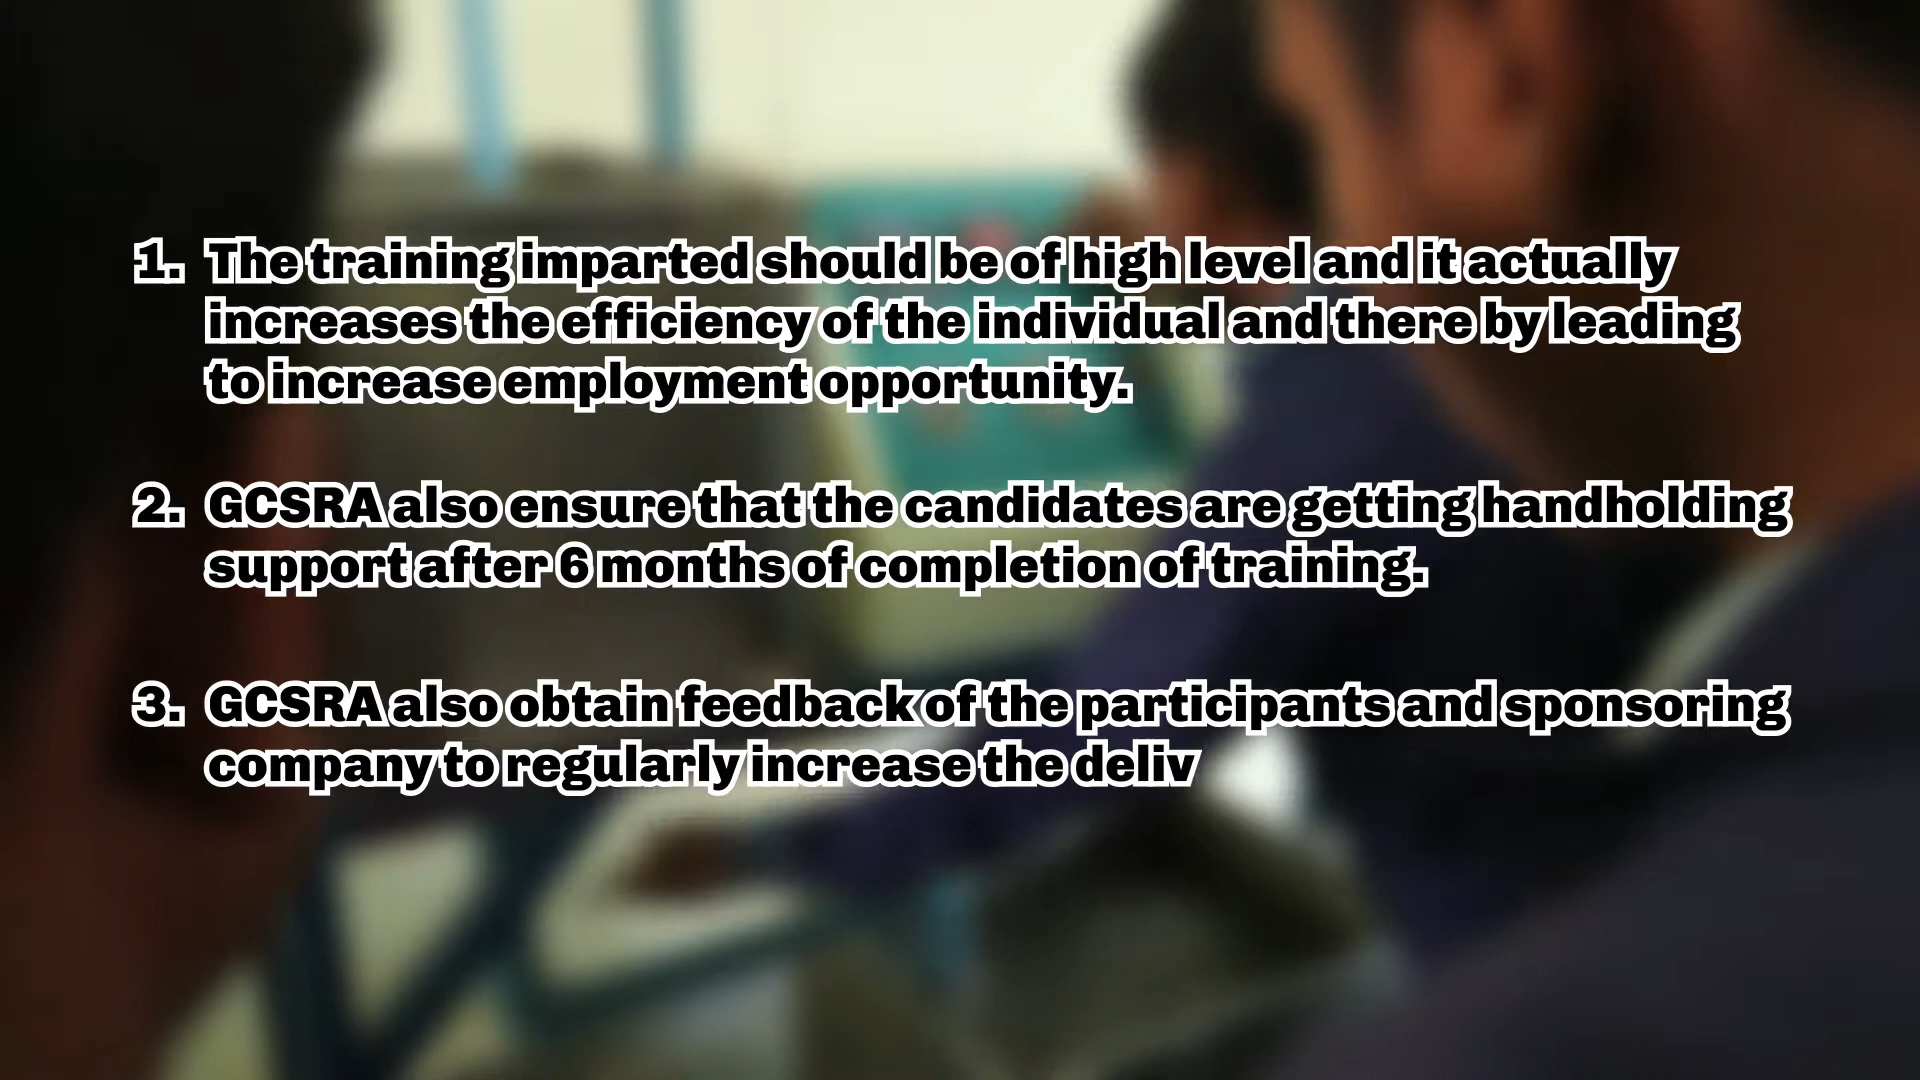 1. The training imparted should be of high level and it actually
increases the efficiency of the individual and there by leading
to increase employment opportunity.
2. GCSRA also ensure that the candidates are getting handholding
support after 6 months of completion of training.
3. GCSRA also obtain feedback of the participants and sponsoring
company to regularly increase the deliv